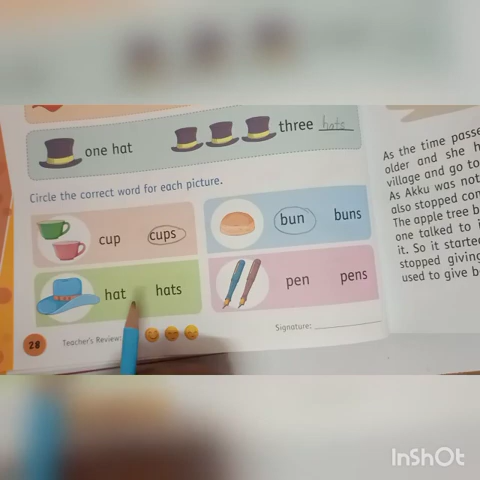 one hat
three hats
Circle the correct word for each picture.
cup cups
bun buns
hat hats
pen pens
28
Teacher's Review:
Signature:
As the time passe
older and she h
village and go to
As Akku was not
also stopped con
The apple tree b
one talked to i
it. So it starte
stopped giving
used to give b
InShOt